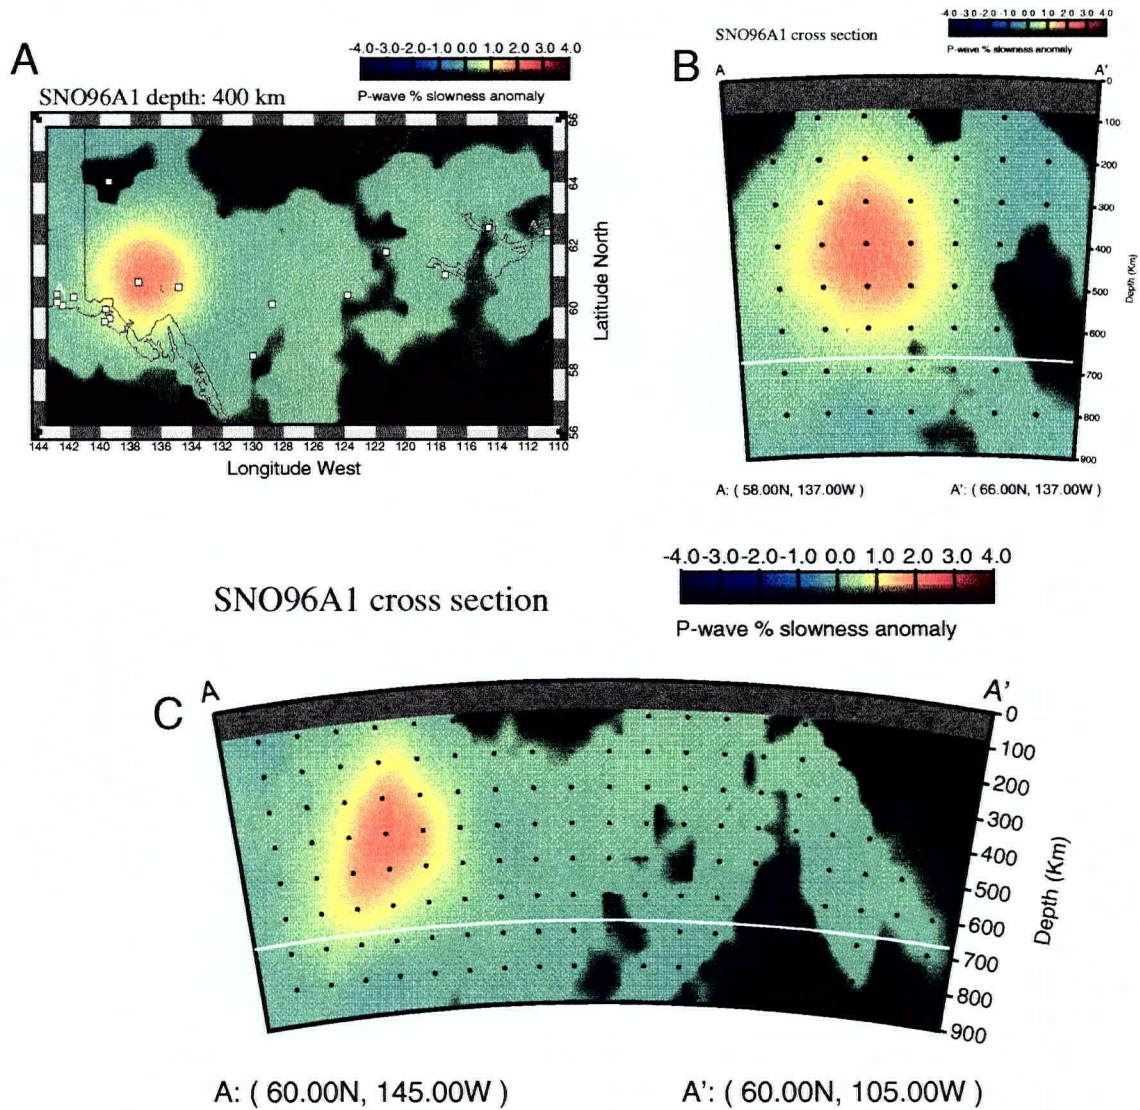 A
-4.0-3.0-2.0 -1.0 0.0 1.0 2.0 3.0 4.0
P-wave % slowness anomaly
SNO96A1 depth: 400 km
66
64
62
60
58
56
Latitude North
144 142 140 138 136 134 132 130 128 126 124 122 120 118 116 114 112 110
Longitude West
-4.0 -3.0 -2.0 -1.0 0.0 1.0 2.0 3.0 4.0
P-wave % slowness anomaly
SNO96A1 cross section
B
A A'
0
100
200
300
400
500
600
700
800
900
Depth (Km)
A: ( 58.00N, 137.00W ) A': ( 66.00N, 137.00W )
-4.0 -3.0 -2.0 -1.0 0.0 1.0 2.0 3.0 4.0
P-wave % slowness anomaly
SNO96A1 cross section
C
A A'
0
100
200
300
400
500
600
700
800
900
Depth (Km)
A: ( 60.00N, 145.00W ) A': ( 60.00N, 105.00W )